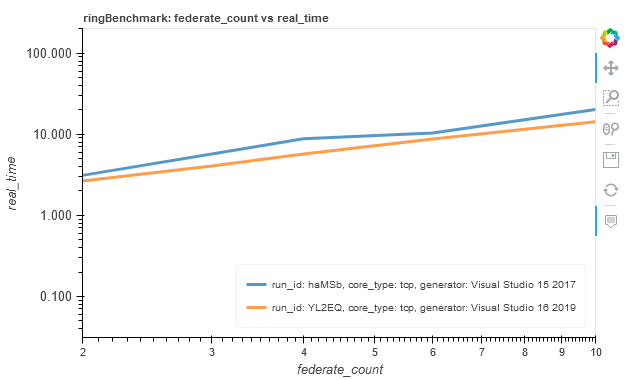 ringBenchmark: federate_count vs real_time
100.000
10.000
1.000
0.100
real_time
run_id: haMSb, core_type: tcp, generator: Visual Studio 15 2017
run_id: YL2EQ, core_type: tcp, generator: Visual Studio 16 2019
2 3 4 5 6 7 8 9 10
federate_count